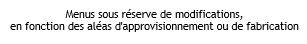 Menus sous réserve de modifications,
en fonction des aléas d'approvisionnement ou de fabrication